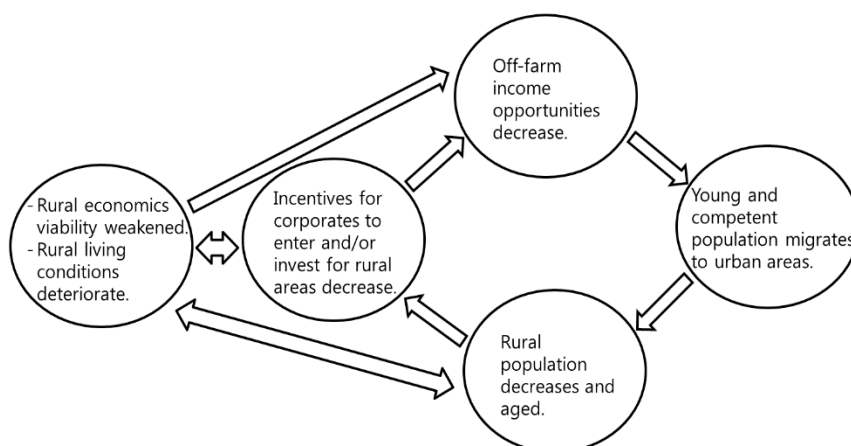 Off-farm
income
opportunities
decrease.
- Rural economics
viability weakened.
- Rural living
conditions
deteriorate.
Incentives for
corporates to
enter and/or
invest for rural
areas decrease.
Young and
competent
population migrates
to urban areas.
Rural
population
decreases and
aged.